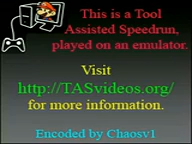 This is a Tool
Assisted Speedrun,
played on an emulator.
Visit
http://TASvideos.org/
for more information.
Encoded by Chaosv1